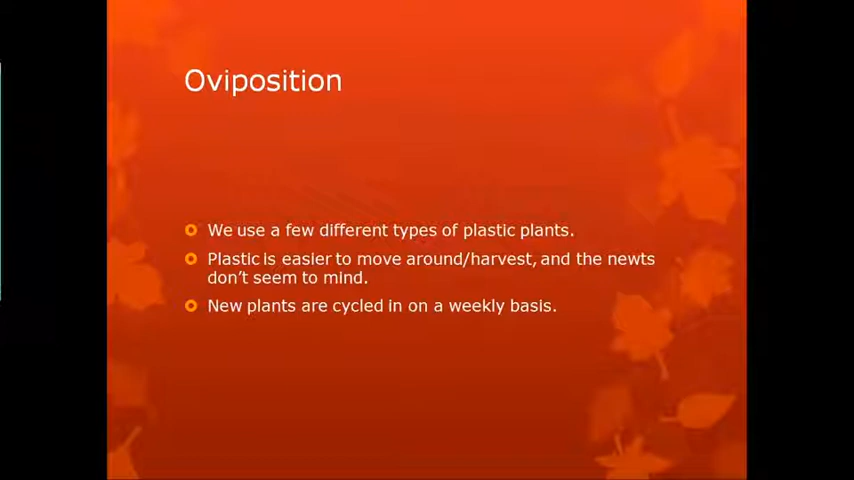 Oviposition
We use a few different types of plastic plants.
Plastic is easier to move around/harvest, and the newts
don’t seem to mind.
New plants are cycled in on a weekly basis.